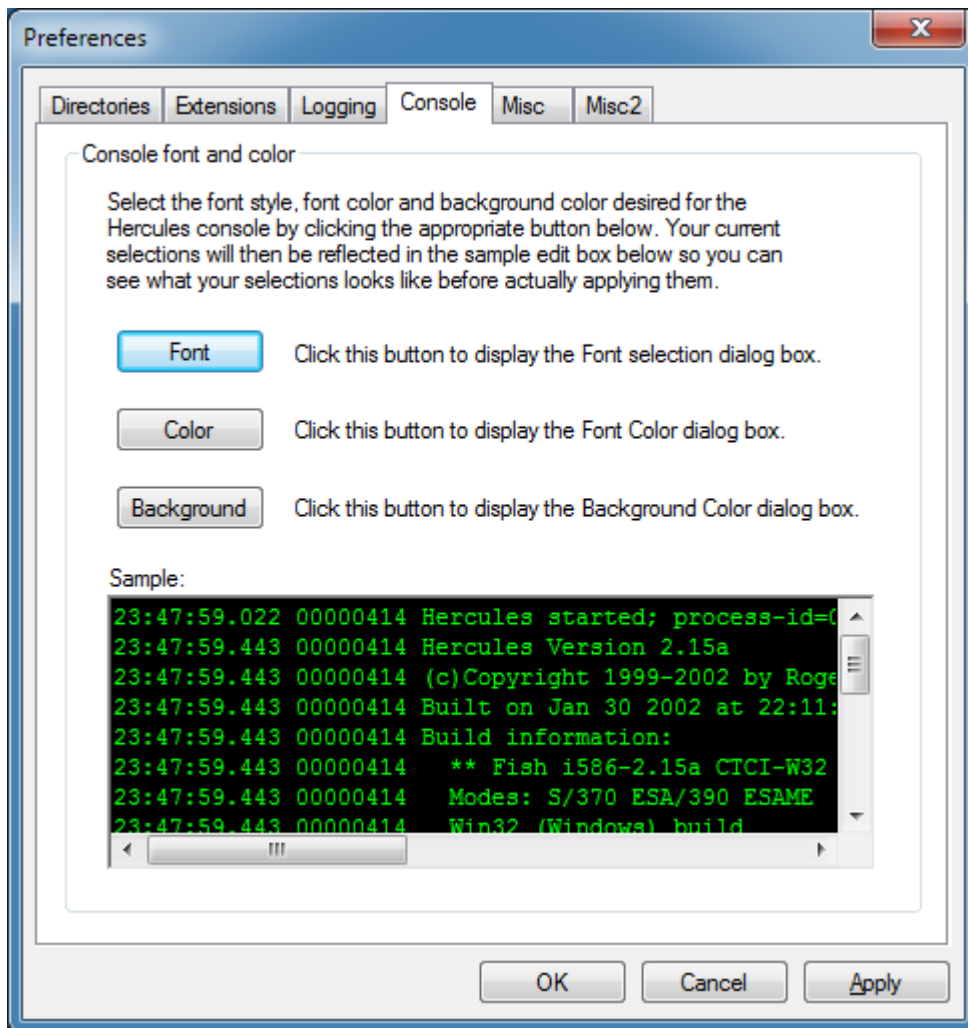 Preferences
Directories Extensions Logging Console Misc Misc2
Console font and color
Select the font style, font color and background color desired for the
Hercules console by clicking the appropriate button below. Your current
selections will then be reflected in the sample edit box below so you can
see what your selections looks like before actually applying them.
Font Click this button to display the Font selection dialog box.
Color Click this button to display the Font Color dialog box.
Background Click this button to display the Background Color dialog box.
Sample:
23:47:59.022 00000414 Hercules started; process-id=
23:47:59.443 00000414 Hercules Version 2.15a
23:47:59.443 00000414 (c)Copyright 1999-2002 by Roge
23:47:59.443 00000414 Built on Jan 30 2002 at 22:11:
23:47:59.443 00000414 Build information:
23:47:59.443 00000414 ** Fish i586-2.15a CTCI-W32
23:47:59.443 00000414 Modes: S/370 ESA/390 ESAME
23:47:59.443 00000414 Win32 (Windows) build
OK Cancel Apply